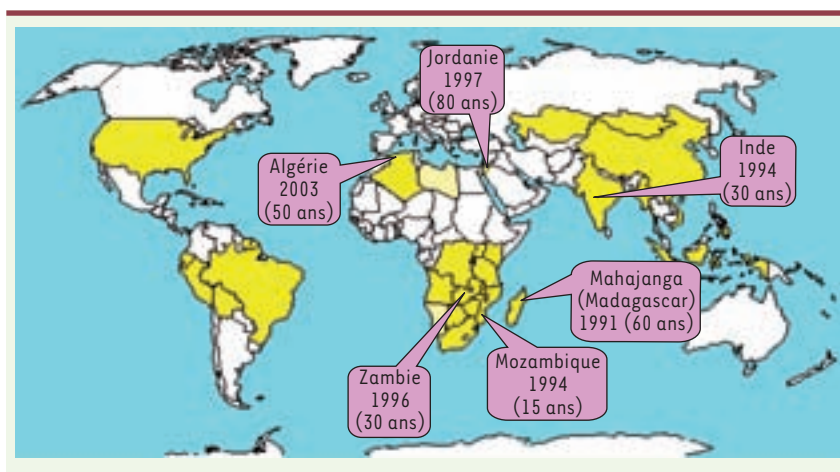 Jordanie
1997
(80 ans)
Algérie
2003
(50 ans)
Inde
1994
(30 ans)
Mahajanga
(Madagascar)
1991 (60 ans)
Zambie
1996
(30 ans)
Mozambique
1994
(15 ans)